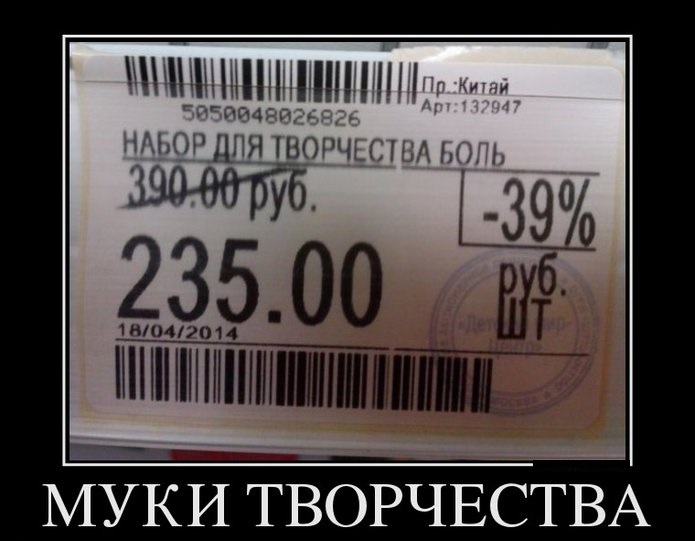 Пр.:Китай
5050048026826
Арт:132947
НАБОР ДЛЯ ТВОРЧЕСТВА БОЛЬ
390.00 руб.
-39%
235.00
руб.
ШТ
18/04/2014
МУКИ ТВОРЧЕСТВА